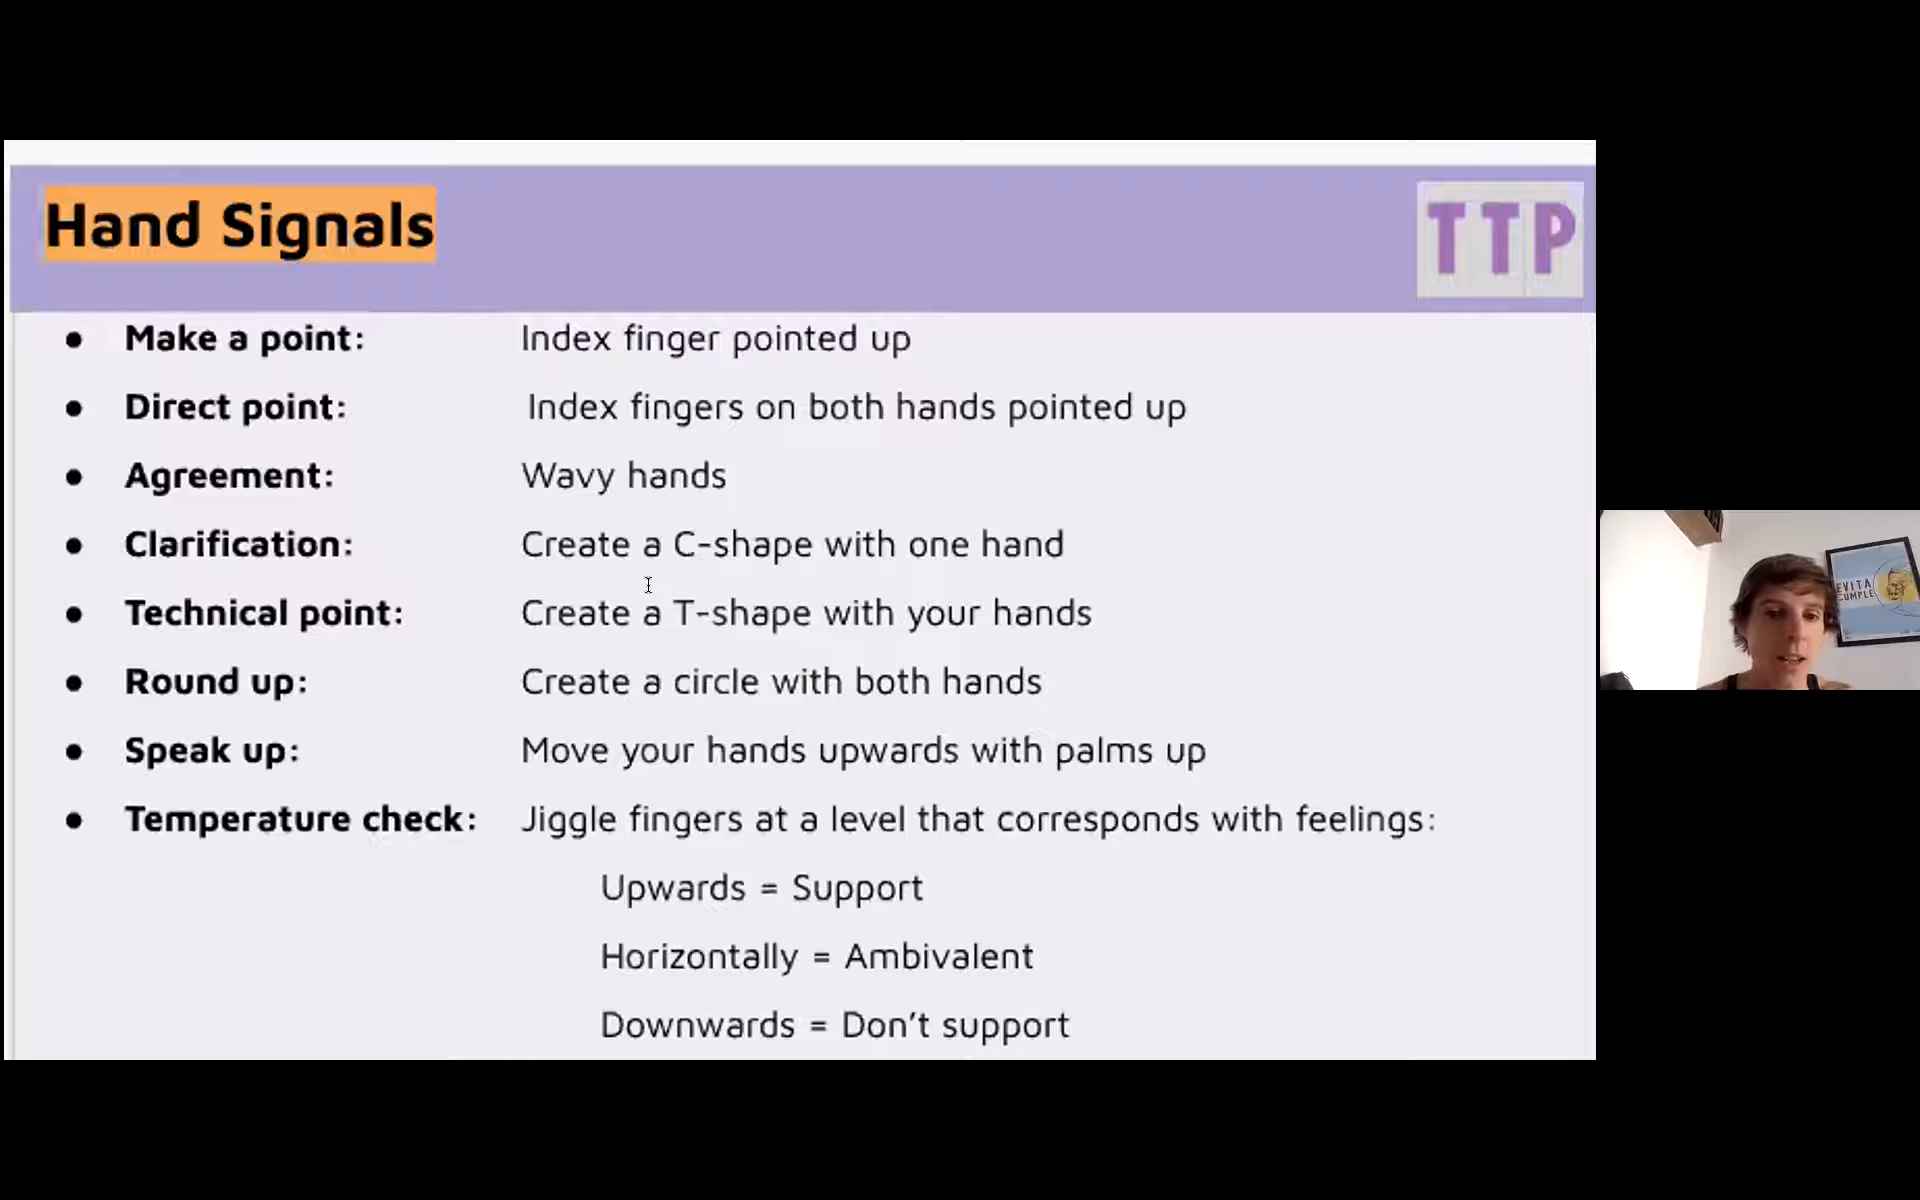 Hand Signals
TTP
● Make a point: Index finger pointed up
● Direct point: Index fingers on both hands pointed up
● Agreement: Wavy hands
● Clarification: Create a C-shape with one hand
● Technical point: Create a T-shape with your hands
● Round up: Create a circle with both hands
● Speak up: Move your hands upwards with palms up
● Temperature check: Jiggle fingers at a level that corresponds with feelings:
Upwards = Support
Horizontally = Ambivalent
Downwards = Don't support
EVITA
CUMPLE